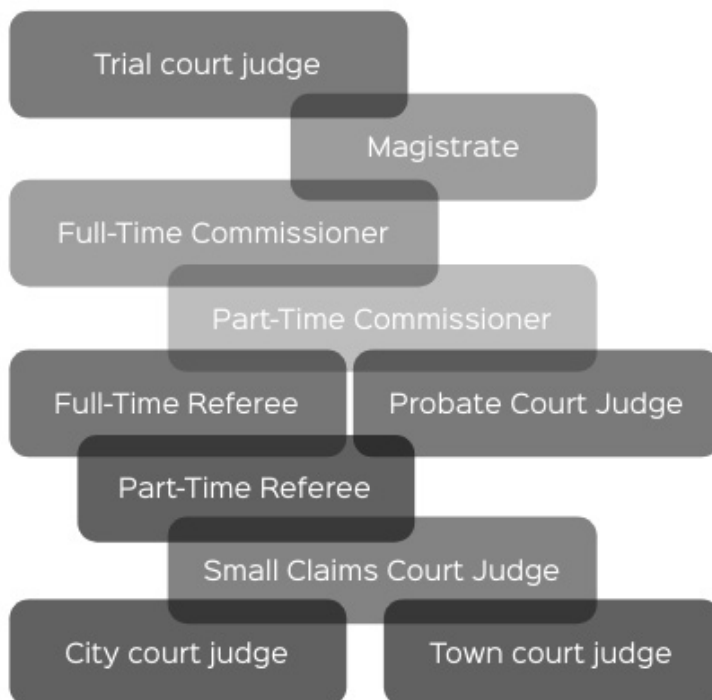 Trial court judge
Magistrate
Full-Time Commissioner
Part-Time Commissioner
Full-Time Referee
Probate Court Judge
Part-Time Referee
Small Claims Court Judge
City court judge
Town court judge